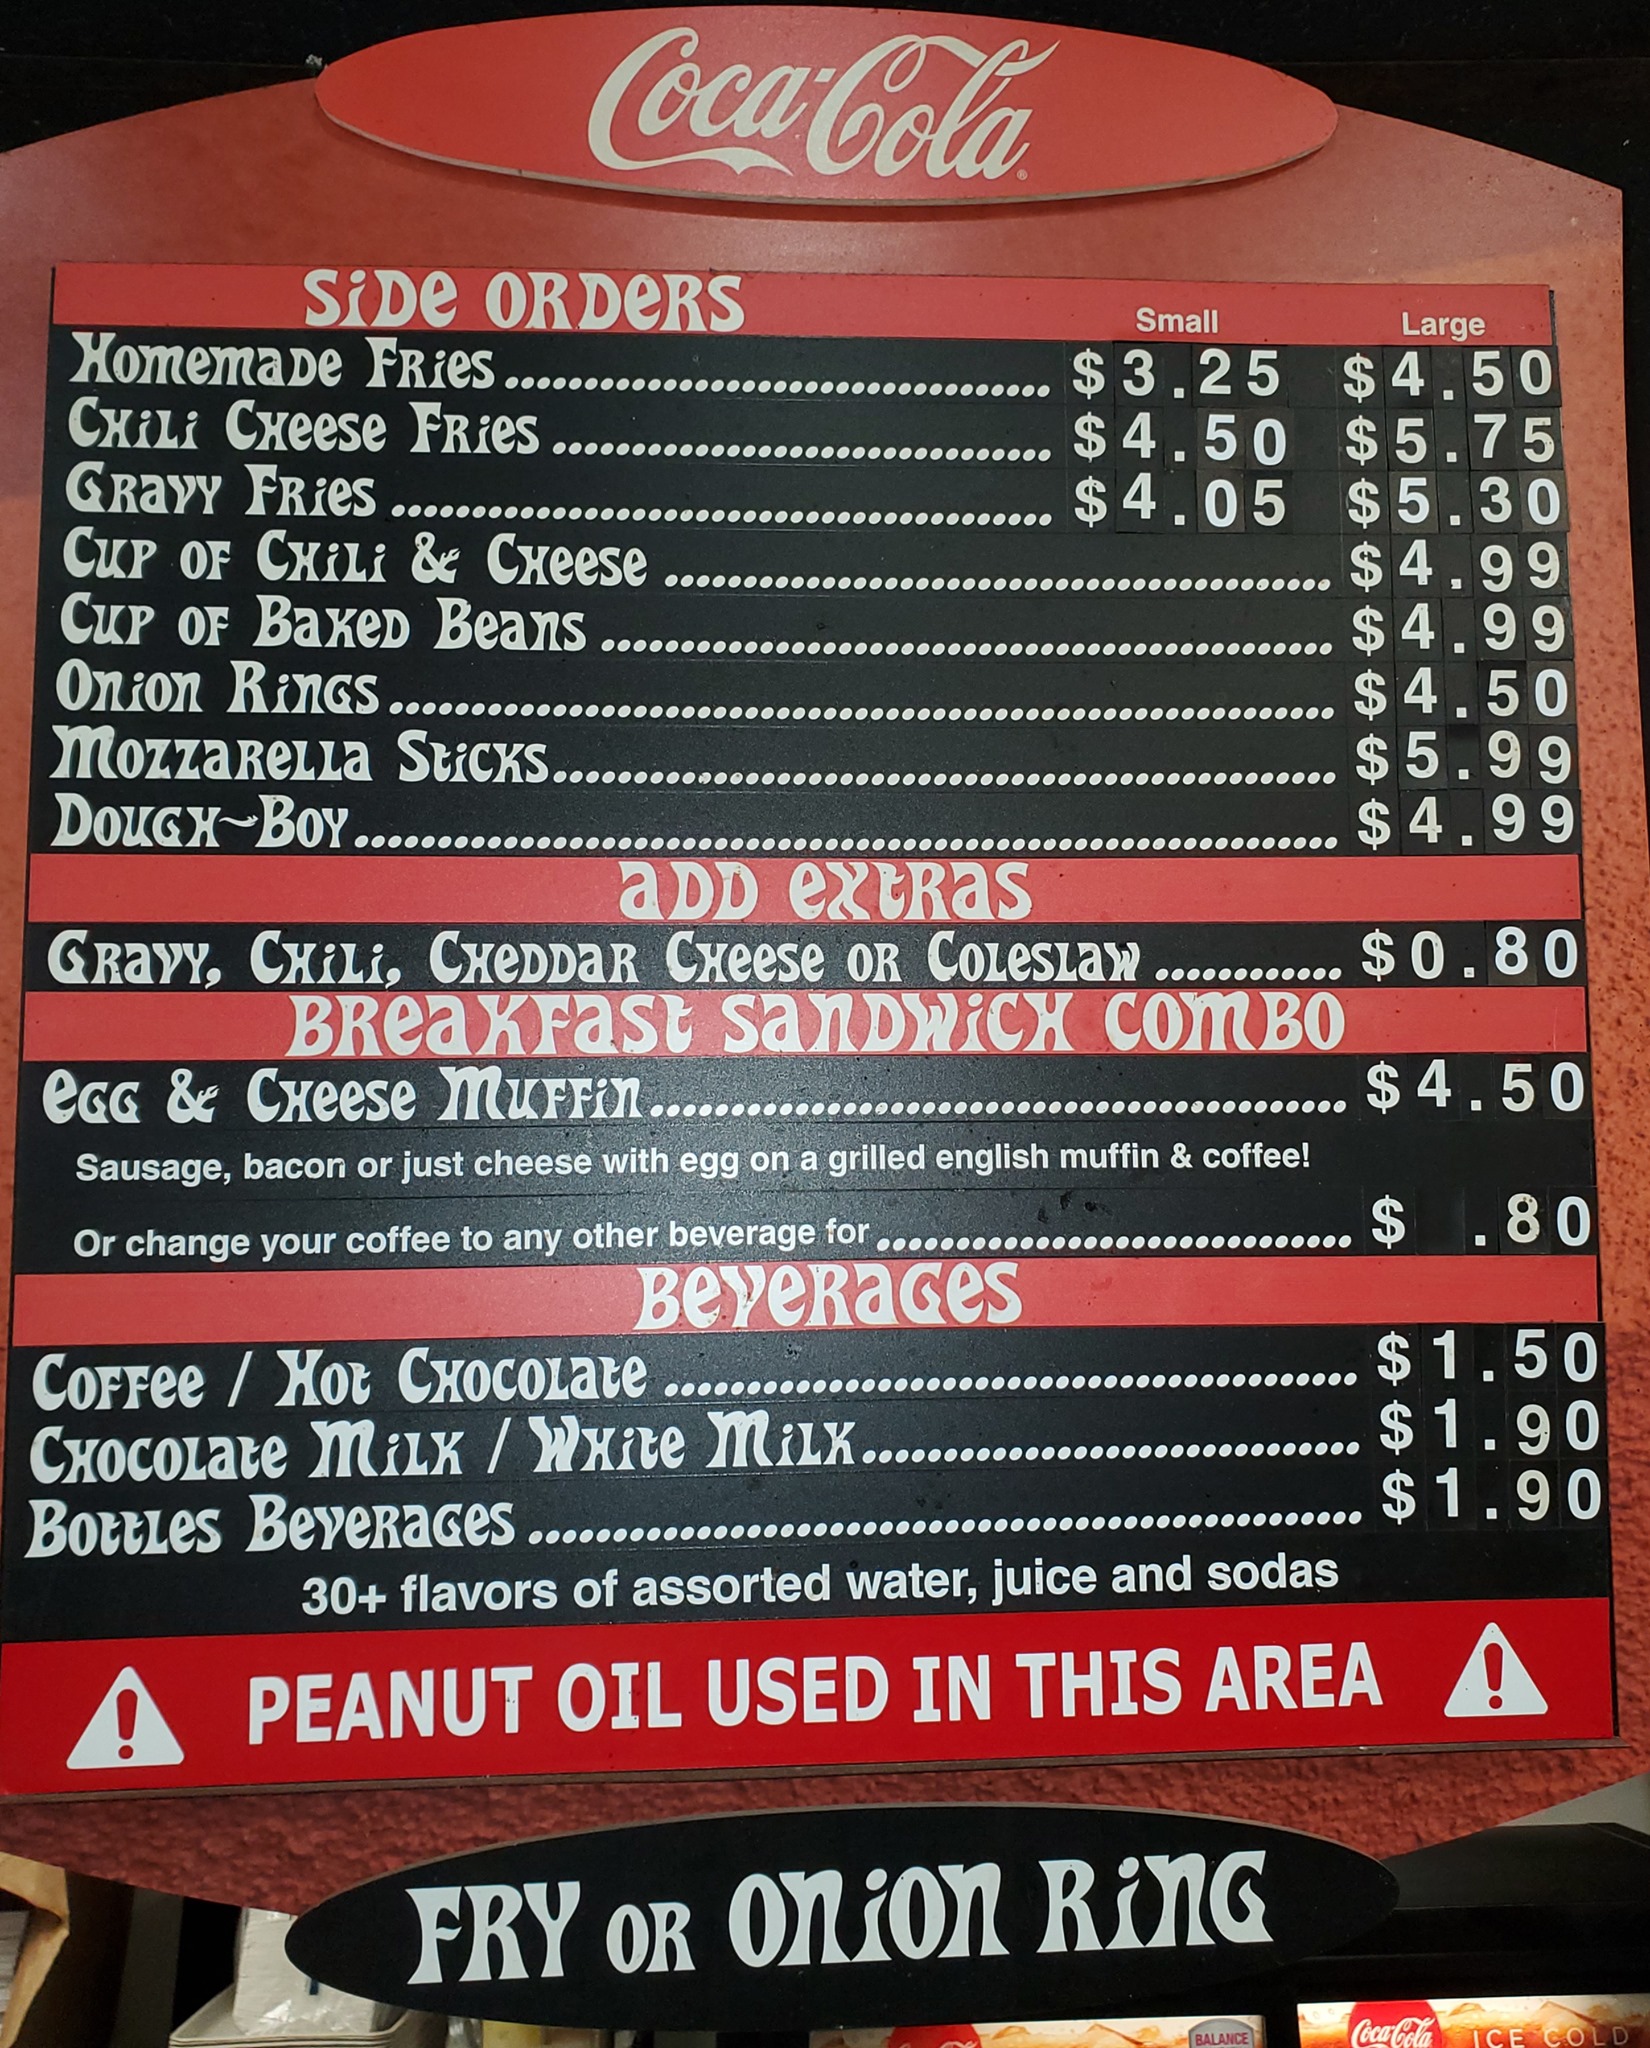 Coca-Cola
Side Orders Small Large
Homemade Fries $3.25 $4.50
Chili Cheese Fries $4.50 $5.75
Gravy Fries $4.05 $5.30
Cup of Chili & Cheese $4.99
Cup of Baked Beans $4.99
Onion Rings $4.50
Mozzarella Sticks $5.99
Dough-Boy $4.99
Add Extras
Gravy, Chili, Cheddar Cheese or Coleslaw $0.80
Breakfast Sandwich Combo
Egg & Cheese Muffin $4.50
Sausage, bacon or just cheese with egg on a grilled english muffin & coffee!
Or change your coffee to any other beverage for $ .80
Beverages
Coffee / Hot Chocolate $1.50
Chocolate Milk / White Milk $1.90
Bottles Beverages $1.90
30+ flavors of assorted water, juice and sodas
PEANUT OIL USED IN THIS AREA
Fry or Onion Ring
BALANCE
Coca-Cola ICE COLD